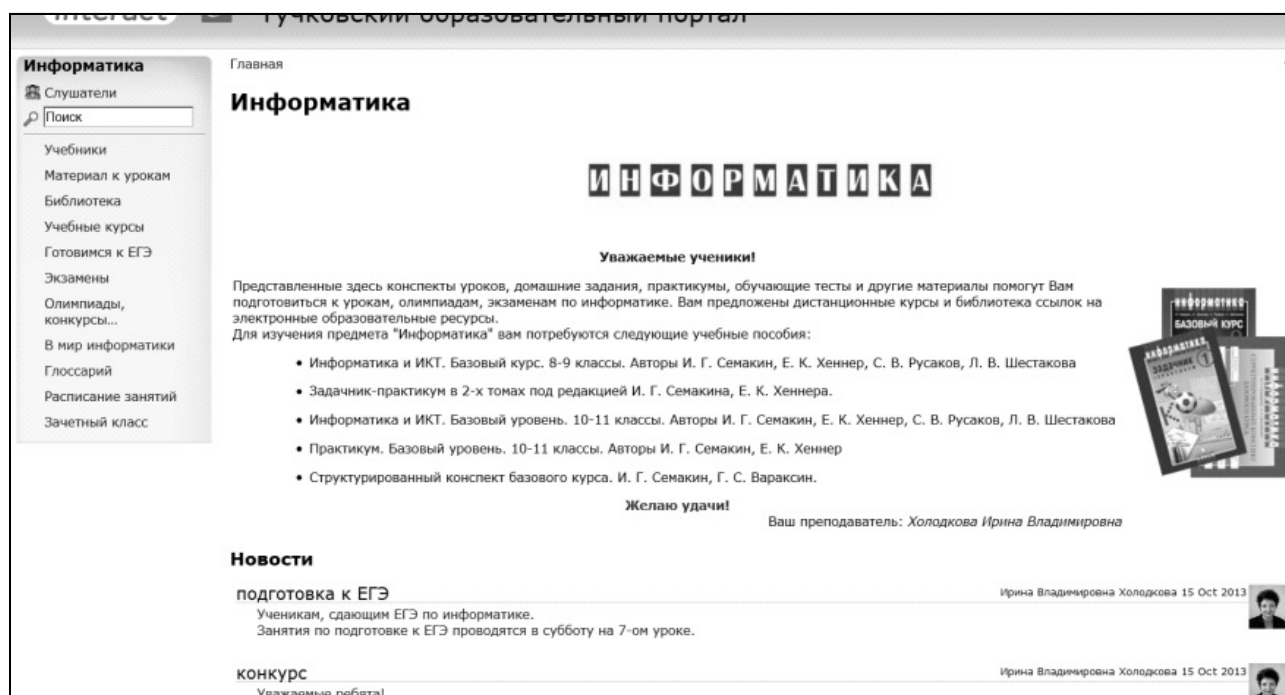 interact Тучковский образовательный портал
Информатика
Слушатели
Поиск
Учебники
Материал к урокам
Библиотека
Учебные курсы
Готовимся к ЕГЭ
Экзамены
Олимпиады,
конкурсы...
В мир информатики
Глоссарий
Расписание занятий
Зачетный класс
Главная
Информатика
ИНФОРМАТИКА
Уважаемые ученики!
Представленные здесь конспекты уроков, домашние задания, практикумы, обучающие тесты и другие материалы помогут Вам
подготовиться к урокам, олимпиадам, экзаменам по информатике. Вам предложены дистанционные курсы и библиотека ссылок на
электронные образовательные ресурсы.
Для изучения предмета "Информатика" вам потребуются следующие учебные пособия:
• Информатика и ИКТ. Базовый курс. 8-9 классы. Авторы И. Г. Семакин, Е. К. Хеннер, С. В. Русаков, Л. В. Шестакова
• Задачник-практикум в 2-х томах под редакцией И. Г. Семакина, Е. К. Хеннера.
• Информатика и ИКТ. Базовый уровень. 10-11 классы. Авторы И. Г. Семакин, Е. К. Хеннер, С. В. Русаков, Л. В. Шестакова
• Практикум. Базовый уровень. 10-11 классы. Авторы И. Г. Семакин, Е. К. Хеннер
• Структурированный конспект базового курса. И. Г. Семакин, Г. С. Вараксин.
Желаю удачи!
Ваш преподаватель: Холодкова Ирина Владимировна
информатика
БАЗОВЫЙ КУРС
информатика
ЗАДАЧНИК
1
Новости
подготовка к ЕГЭ
Ирина Владимировна Холодкова 15 Oct 2013
Ученикам, сдающим ЕГЭ по информатике.
Занятия по подготовке к ЕГЭ проводятся в субботу на 7-ом уроке.
конкурс
Ирина Владимировна Холодкова 15 Oct 2013
Уважаемые ребята!